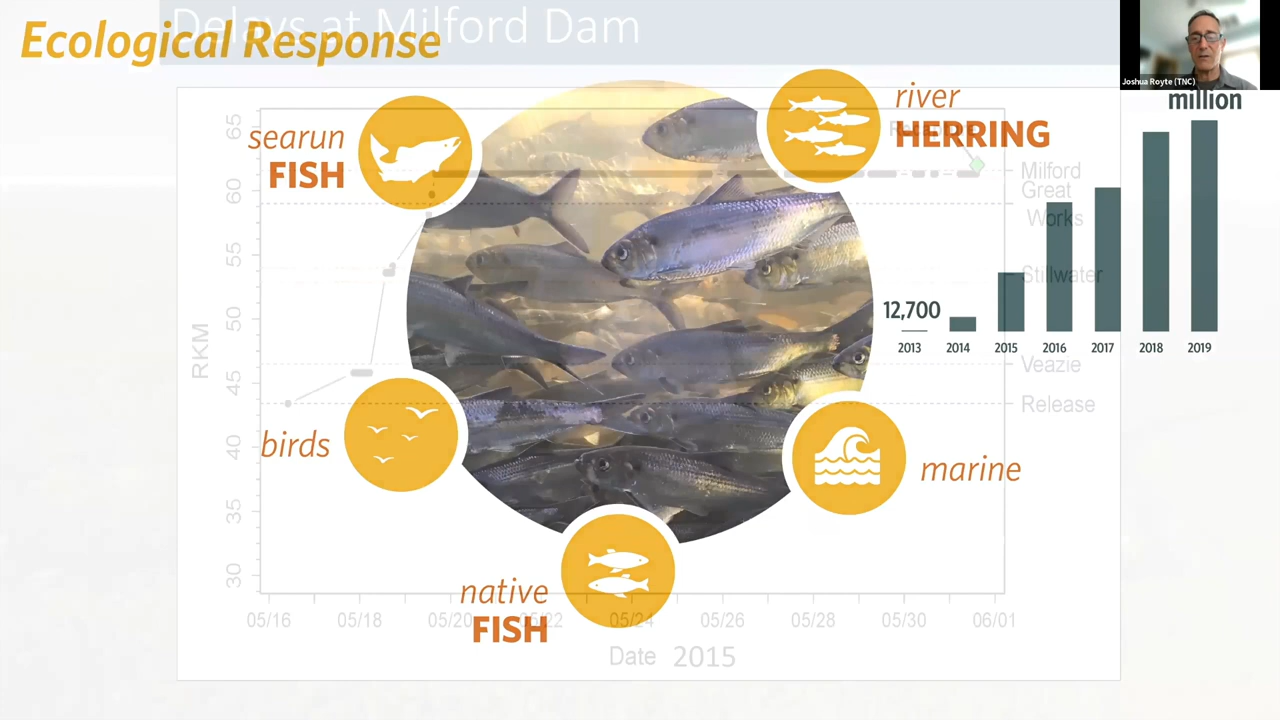 Delays at Milford Dam
Ecological Response
Joshua Royte (TNC)
million
searun
FISH
river
HERRING
birds
marine
native
FISH
12,700
2013 2014 2015 2016 2017 2018 2019
Milford
Great
Works
Stillwater
Veazie
Release
RKM
65
60
55
50
45
40
35
30
05/16 05/18 05/20 05/22 05/24 05/26 05/28 05/30 06/01
Date 2015